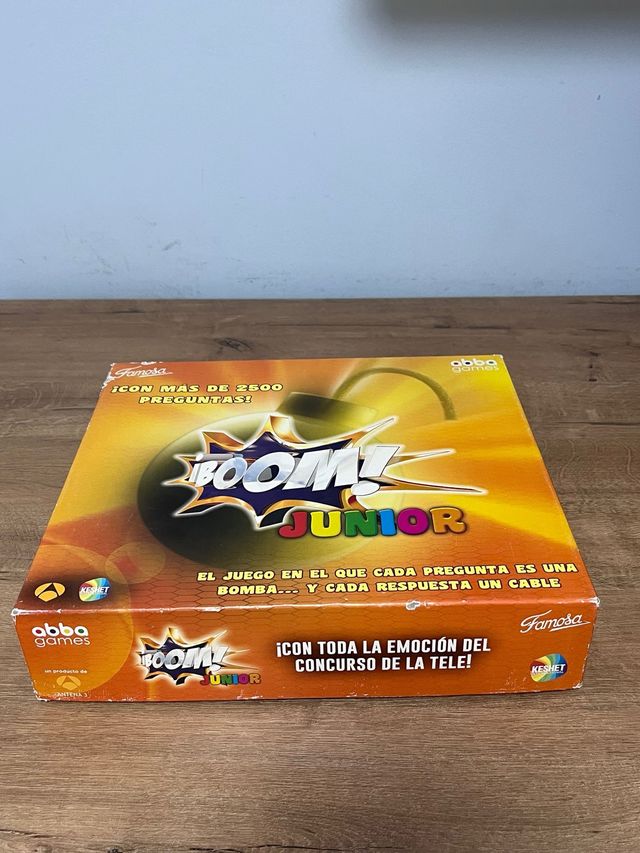 Famosa
abba
games
¡CON MÁS DE 2500
PREGUNTAS!
¡BOOM!
JUNIOR
EL JUEGO EN EL QUE CADA PREGUNTA ES UNA
BOMBA... Y CADA RESPUESTA UN CABLE
KESHET
abba
games
un producto de
ANTENA 3
¡BOOM!
JUNIOR
¡CON TODA LA EMOCIÓN DEL
CONCURSO DE LA TELE!
Famosa
KESHET